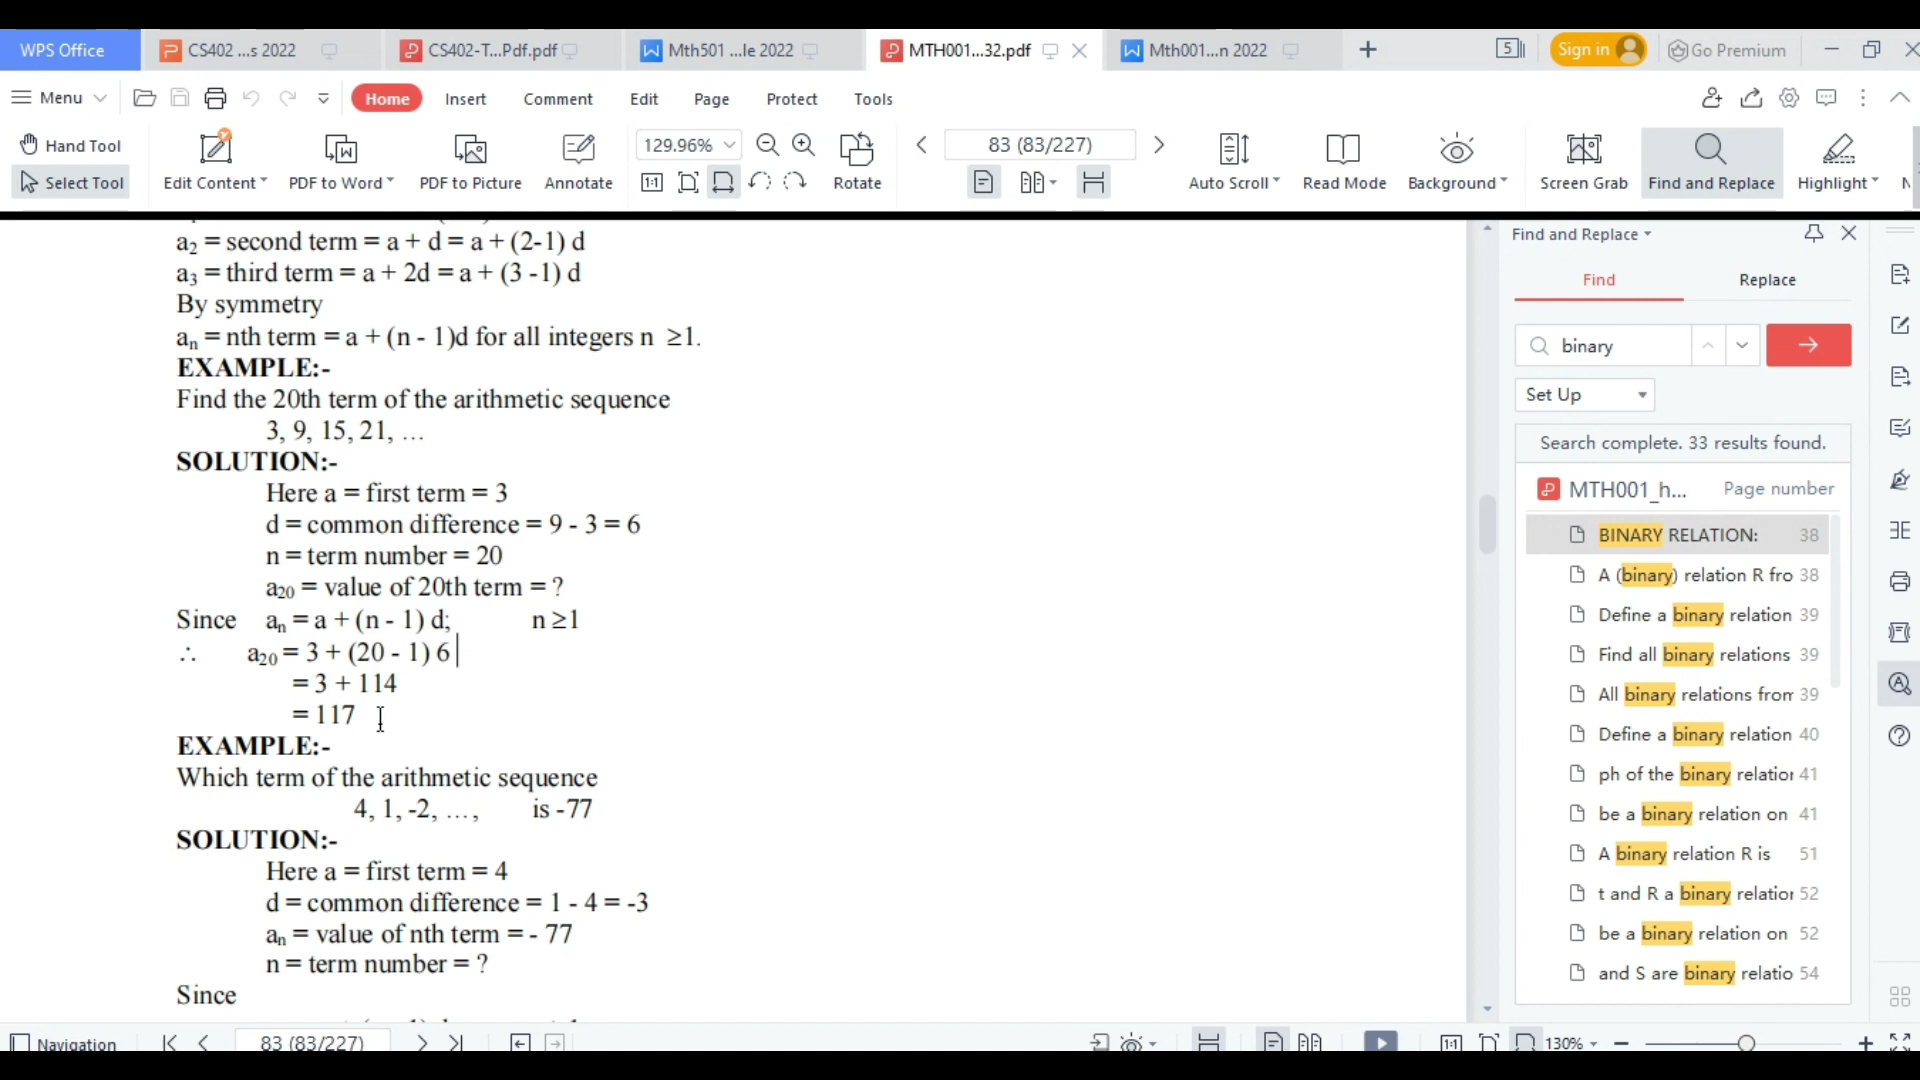 WPS Office CS402 ...s 2022 CS402-T...Pdf.pdf Mth501 ...le 2022 MTH001...32.pdf Mth001...n 2022 5 Sign in Go Premium
Menu Home Insert Comment Edit Page Protect Tools
Hand Tool
Select Tool
Edit Content PDF to Word PDF to Picture Annotate
129.96%
Rotate
83 (83/227)
Auto Scroll Read Mode Background Screen Grab Find and Replace Highlight
a2 = second term = a + d = a + (2-1) d
a3 = third term = a + 2d = a + (3 -1) d
By symmetry
an = nth term = a + (n - 1)d for all integers n ≥1.
EXAMPLE:-
Find the 20th term of the arithmetic sequence
3, 9, 15, 21, …
SOLUTION:-
Here a = first term = 3
d = common difference = 9 - 3 = 6
n = term number = 20
a20 = value of 20th term = ?
Since an = a + (n - 1) d; n ≥1
∴ a20 = 3 + (20 - 1) 6
= 3 + 114
= 117
EXAMPLE:-
Which term of the arithmetic sequence
4, 1, -2, …, is -77
SOLUTION:-
Here a = first term = 4
d = common difference = 1 - 4 = -3
an = value of nth term = - 77
n = term number = ?
Since
Find and Replace
Find Replace
binary
Set Up
Search complete. 33 results found.
MTH001_h... Page number
BINARY RELATION: 38
A (binary) relation R fro 38
Define a binary relation 39
Find all binary relations 39
All binary relations from 39
Define a binary relation 40
ph of the binary relatio 41
be a binary relation on 41
A binary relation R is 51
t and R a binary relatio 52
be a binary relation on 52
and S are binary relatio 54
Navigation 83 (83/227) 130%